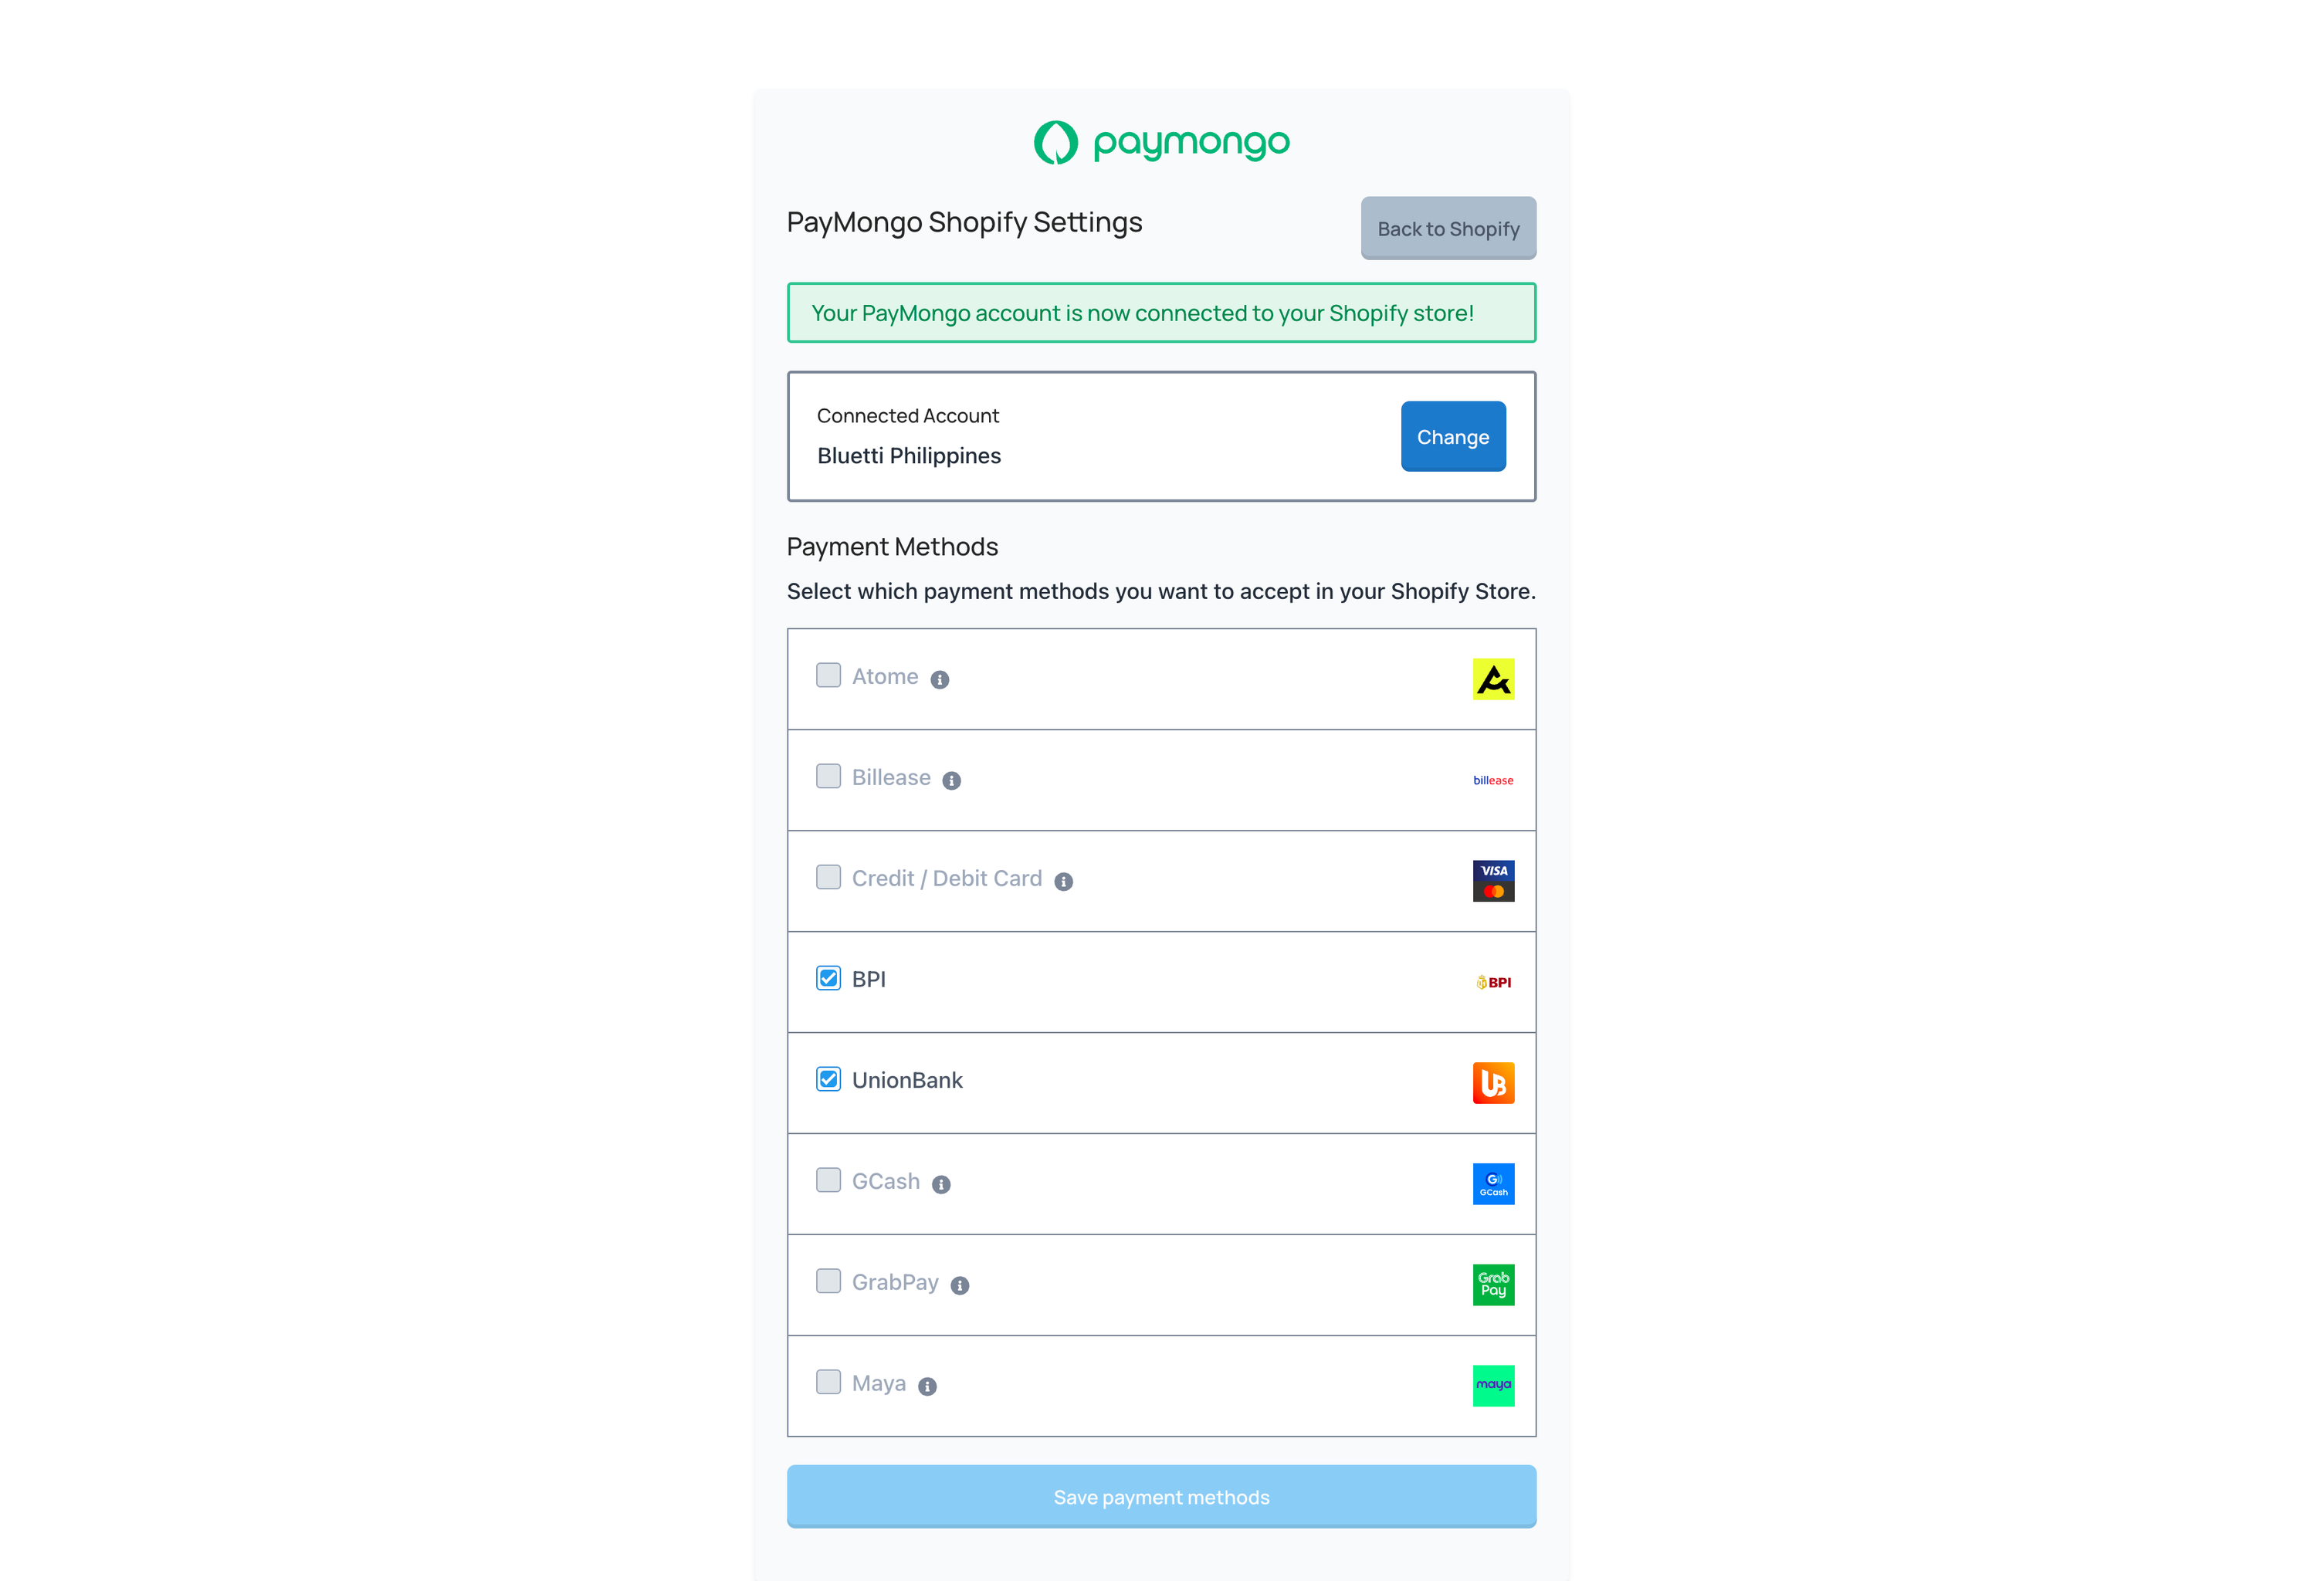 paymongo
PayMongo Shopify Settings
Back to Shopify
Your PayMongo account is now connected to your Shopify store!
Connected Account
Bluetti Philippines
Change
Payment Methods
Select which payment methods you want to accept in your Shopify Store.
Atome
Billease
billease
Credit / Debit Card
VISA
BPI
BPI
UnionBank
UB
GCash
G
GCash
GrabPay
Grab
Pay
Maya
maya
Save payment methods